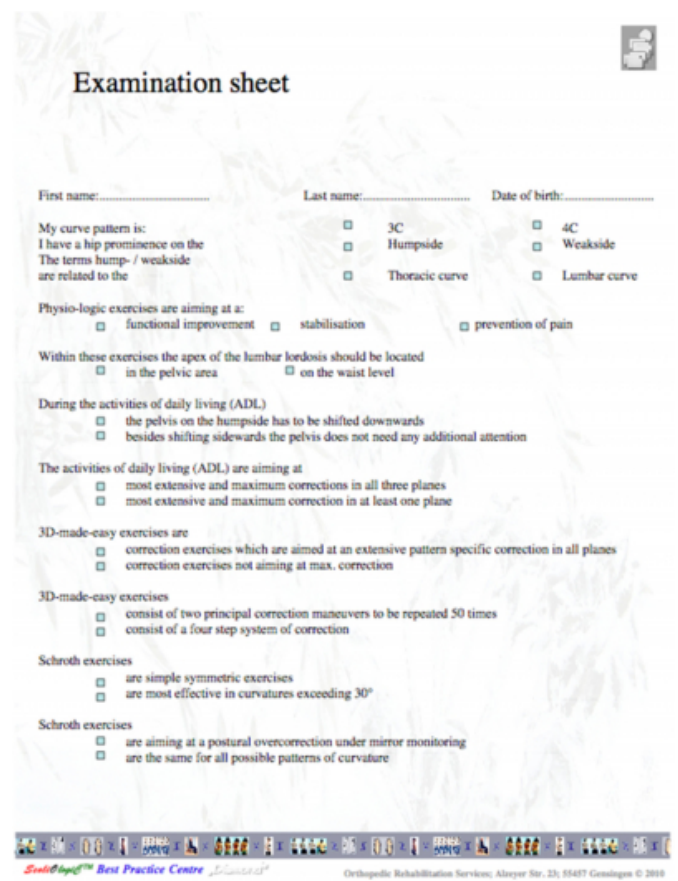 Examination sheet
First name:.................... Last name:.................... Date of birth:....................
My curve pattern is: 3C 4C
I have a hip prominence on the Humpside Weakside
The terms hump- / weakside
are related to the Thoracic curve Lumbar curve
Physio-logic exercises are aiming at a:
functional improvement stabilisation prevention of pain
Within these exercises the apex of the lumbar lordosis should be located
in the pelvic area on the waist level
During the activities of daily living (ADL)
the pelvis on the humpside has to be shifted downwards
besides shifting sidewards the pelvis does not need any additional attention
The activities of daily living (ADL) are aiming at
most extensive and maximum corrections in all three planes
most extensive and maximum correction in at least one plane
3D-made-easy exercises are
correction exercises which are aimed at an extensive pattern specific correction in all planes
correction exercises not aiming at max. correction
3D-made-easy exercises
consist of two principal correction maneuvers to be repeated 50 times
consist of a four step system of correction
Schroth exercises
are simple symmetric exercises
are most effective in curvatures exceeding 30°
Schroth exercises
are aiming at a postural overcorrection under mirror monitoring
are the same for all possible patterns of curvature
ScoliOlogiC™ Best Practice Centre
Orthopedic Rehabilitation Services; Alzeyer Str. 23; 55457 Gensingen © 2010